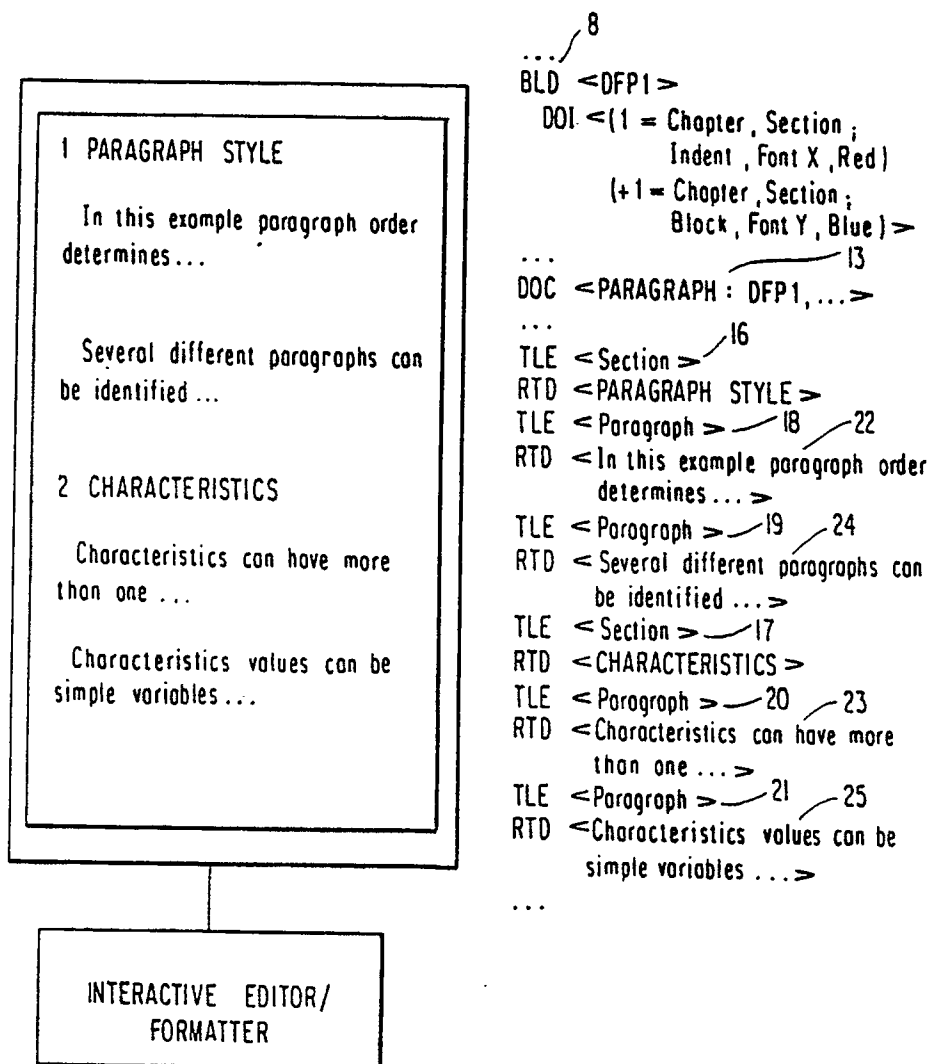 1 PARAGRAPH STYLE
In this example paragraph order
determines...
Several different paragraphs can
be identified ...
2 CHARACTERISTICS
Characteristics can have more
than one ...
Characteristics values can be
simple variables...
INTERACTIVE EDITOR/
FORMATTER
... 8
BLD <DFP1>
DOI <(1 = Chapter, Section;
Indent, Font X, Red)
(+1 = Chapter, Section;
Block, Font Y, Blue)>
... 13
DOC <PARAGRAPH: DFP1,...>
...
TLE <Section> 16
RTD <PARAGRAPH STYLE>
TLE <Paragraph> 18 22
RTD <In this example paragraph order
determines...>
TLE <Paragraph> 19 24
RTD <Several different paragraphs can
be identified ...>
TLE <Section> 17
RTD <CHARACTERISTICS>
TLE <Paragraph> 20 23
RTD <Characteristics can have more
than one ...>
TLE <Paragraph> 21 25
RTD <Characteristics values can be
simple variables ...>
...